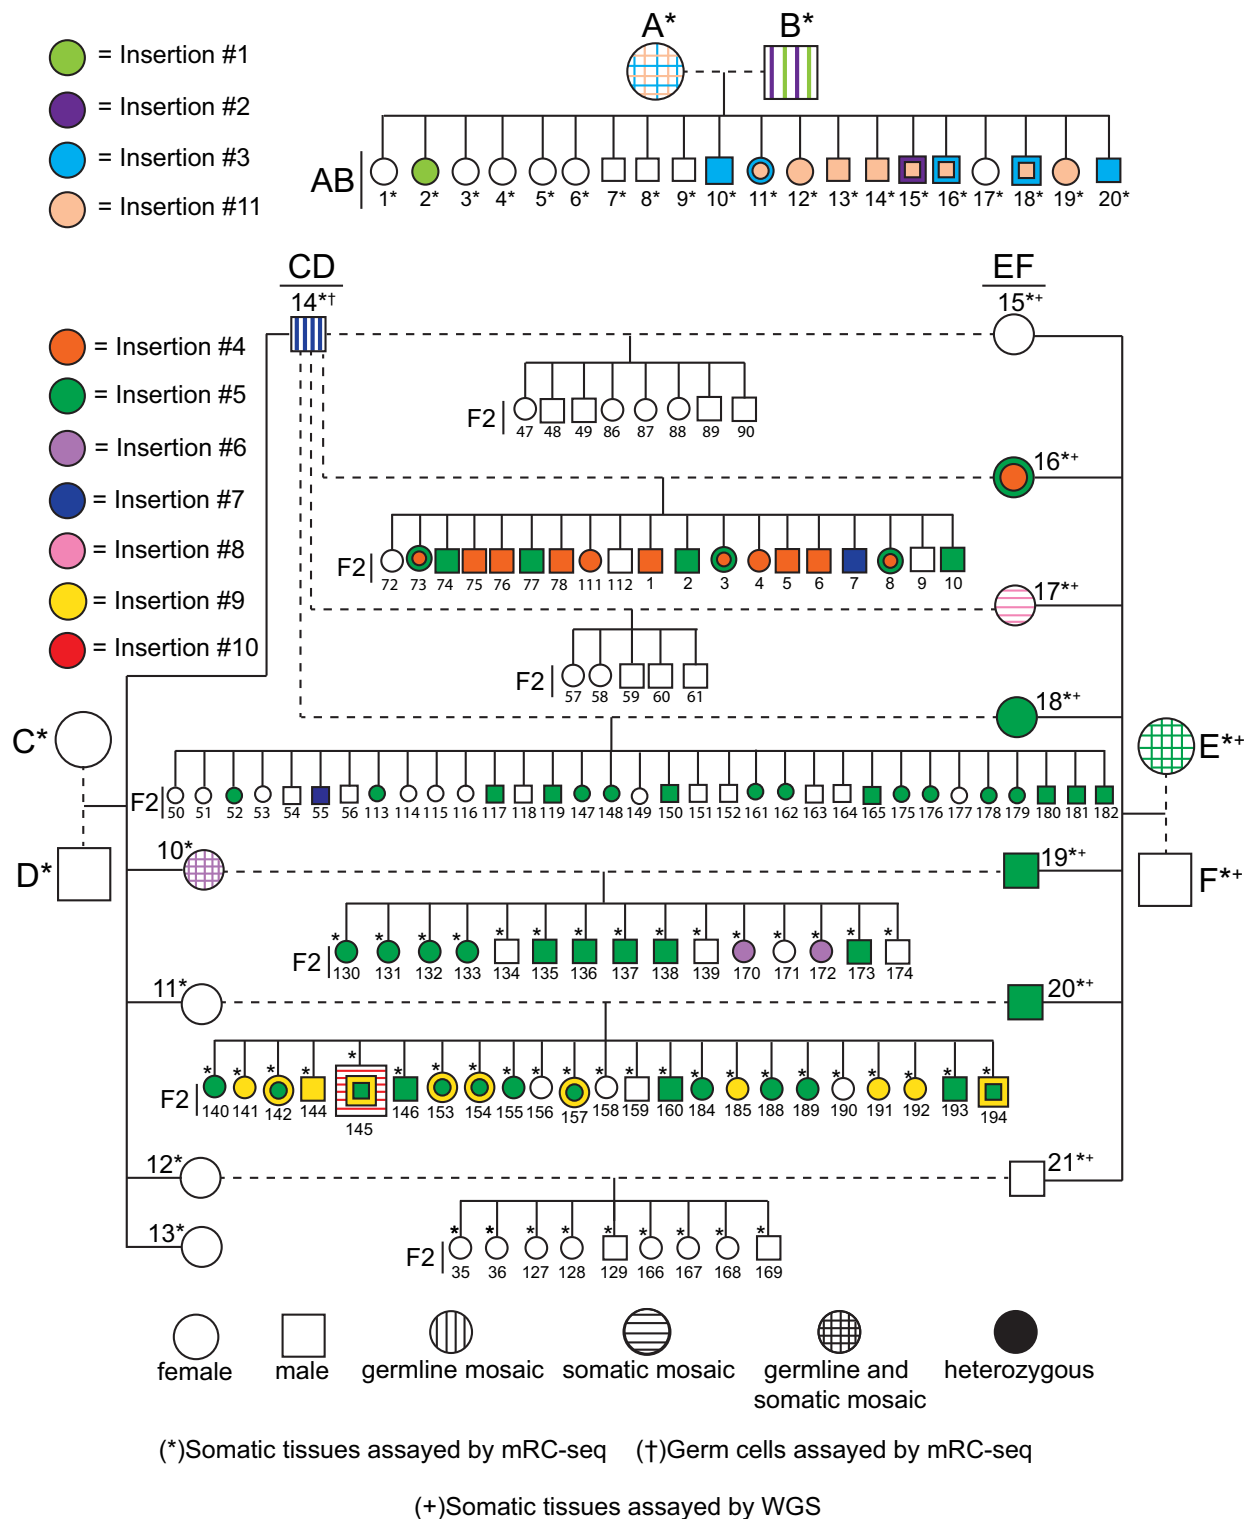 A* B*
= Insertion #1
= Insertion #2
= Insertion #3
= Insertion #11
AB
1* 2* 3* 4* 5* 6* 7* 8* 9* 10* 11* 12* 13* 14* 15* 16* 17* 18* 19* 20*
CD EF
14*† 15*+
= Insertion #4
= Insertion #5
= Insertion #6
= Insertion #7
= Insertion #8
= Insertion #9
= Insertion #10
F2
47 48 49 86 87 88 89 90
16*+
F2
72 73 74 75 76 77 78 111 112 1 2 3 4 5 6 7 8 9 10
17*+
F2
57 58 59 60 61
18*+
C* E*+
F2
50 51 52 53 54 55 56 113 114 115 116 117 118 119 147 148 149 150 151 152 161 162 163 164 165 175 176 177 178 179 180 181 182
D* F*+
10* 19*+
* * * * * * * * * * * * * * *
F2
130 131 132 133 134 135 136 137 138 139 170 171 172 173 174
11* 20*+
* * * * * * * * * * * * * * * * * * * * * * *
F2
140 141 142 144 145 146 153 154 155 156 157 158 159 160 184 185 188 189 190 191 192 193 194
12* 21*+
13*
* * * * * * * * *
F2
35 36 127 128 129 166 167 168 169
female male germline mosaic somatic mosaic germline and somatic mosaic heterozygous
(*)Somatic tissues assayed by mRC-seq (†)Germ cells assayed by mRC-seq
(+)Somatic tissues assayed by WGS